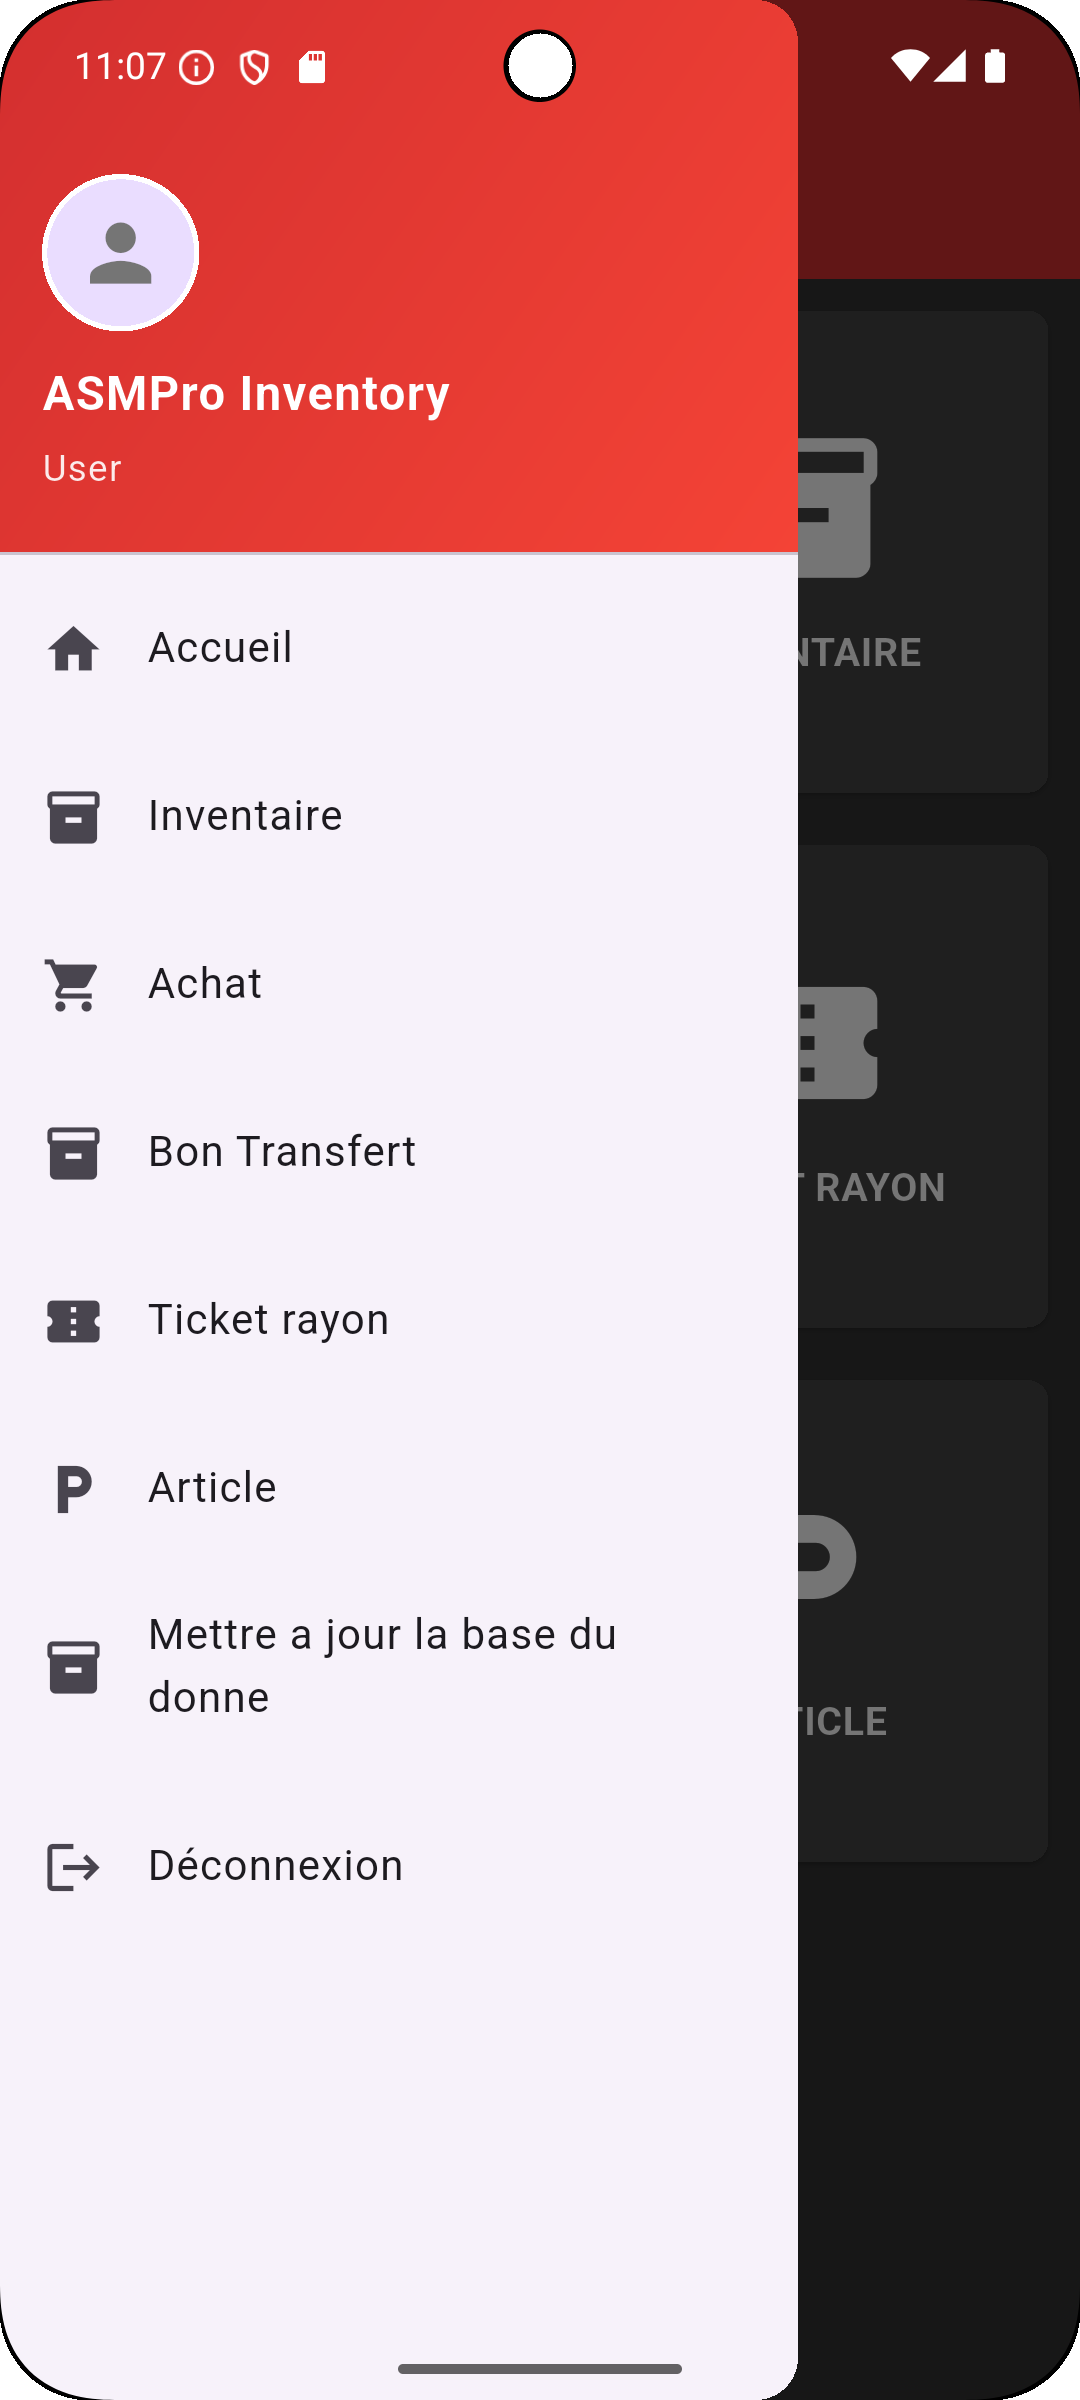 11:07
ASMPro Inventory
User
Accueil
Inventaire
NTAIRE
Achat
Bon Transfert
Ticket rayon
RAYON
Article
Mettre a jour la base du
donne
TICLE
Déconnexion